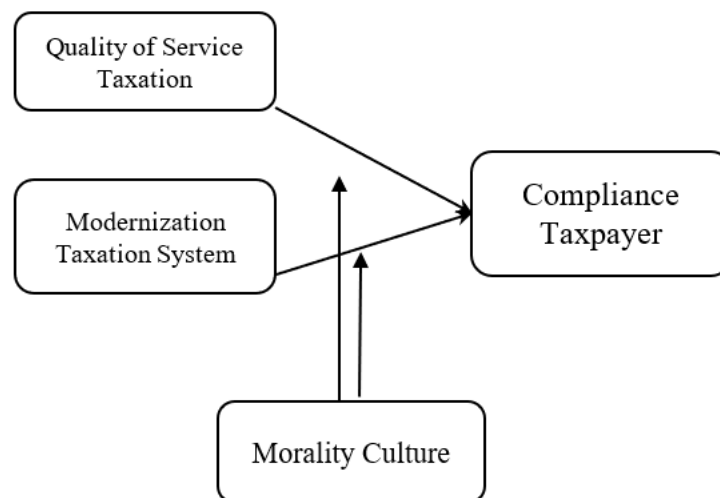 Quality of Service
Taxation
Compliance
Taxpayer
Modernization
Taxation System
Morality Culture